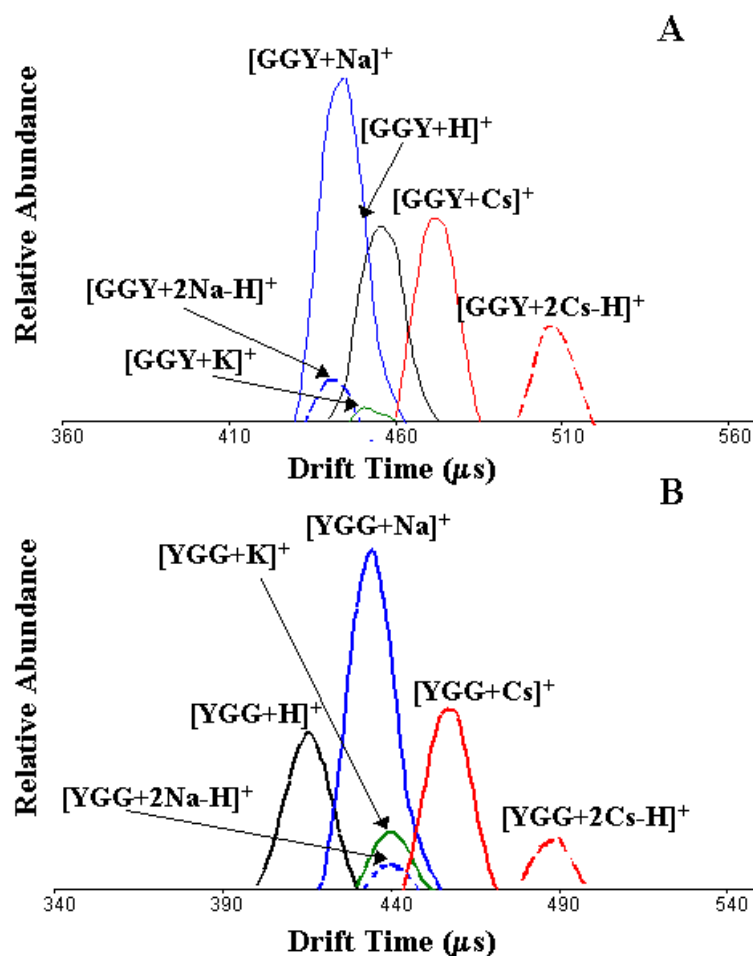 A
[GGY+Na]⁺
[GGY+H]⁺
[GGY+Cs]⁺
[GGY+2Na-H]⁺
[GGY+2Cs-H]⁺
[GGY+K]⁺
Relative Abundance
360 410 460 510 560
Drift Time (μs)
B
[YGG+Na]⁺
[YGG+K]⁺
[YGG+Cs]⁺
[YGG+H]⁺
[YGG+2Na-H]⁺
[YGG+2Cs-H]⁺
Relative Abundance
340 390 440 490 540
Drift Time (μs)